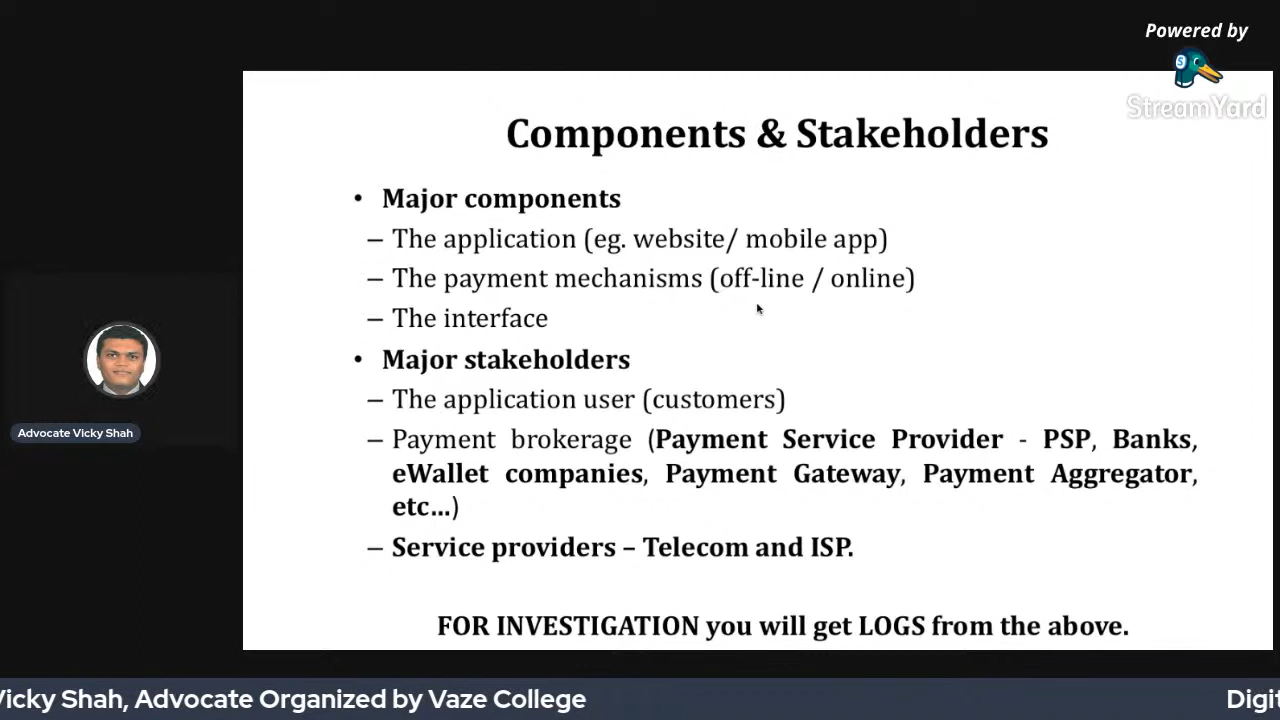 Powered by
StreamYard
Components & Stakeholders
• Major components
– The application (eg. website/ mobile app)
– The payment mechanisms (off-line / online)
– The interface
• Major stakeholders
– The application user (customers)
– Payment brokerage (Payment Service Provider - PSP, Banks,
eWallet companies, Payment Gateway, Payment Aggregator,
etc...)
– Service providers – Telecom and ISP.
FOR INVESTIGATION you will get LOGS from the above.
Advocate Vicky Shah
Vicky Shah, Advocate Organized by Vaze College